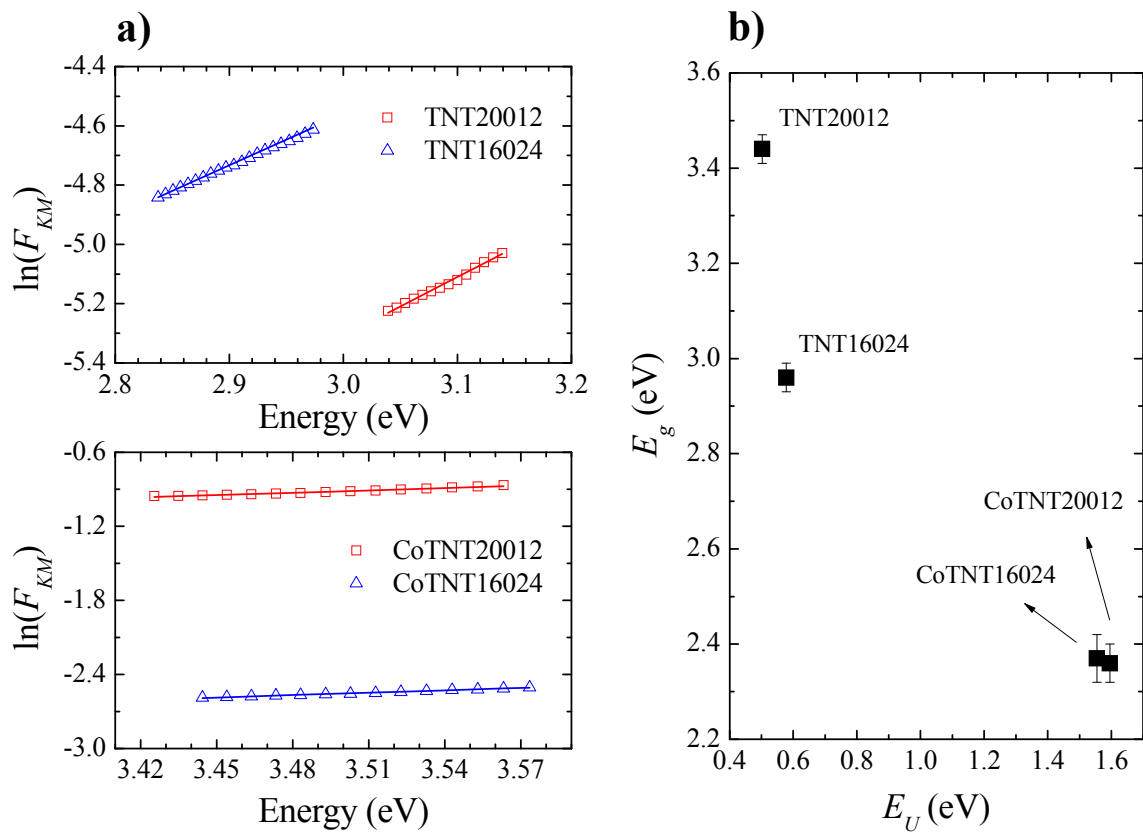 a)
-4.4
-4.6
-4.8
-5.0
-5.2
-5.4
ln(F_KM)
TNT20012
TNT16024
2.8 2.9 3.0 3.1 3.2
Energy (eV)
-0.6
-1.2
-1.8
-2.4
-3.0
ln(F_KM)
CoTNT20012
CoTNT16024
3.42 3.45 3.48 3.51 3.54 3.57
Energy (eV)
b)
3.6
3.4
3.2
3.0
2.8
2.6
2.4
2.2
E_g (eV)
TNT20012
TNT16024
CoTNT20012
CoTNT16024
0.4 0.6 0.8 1.0 1.2 1.4 1.6
E_U (eV)